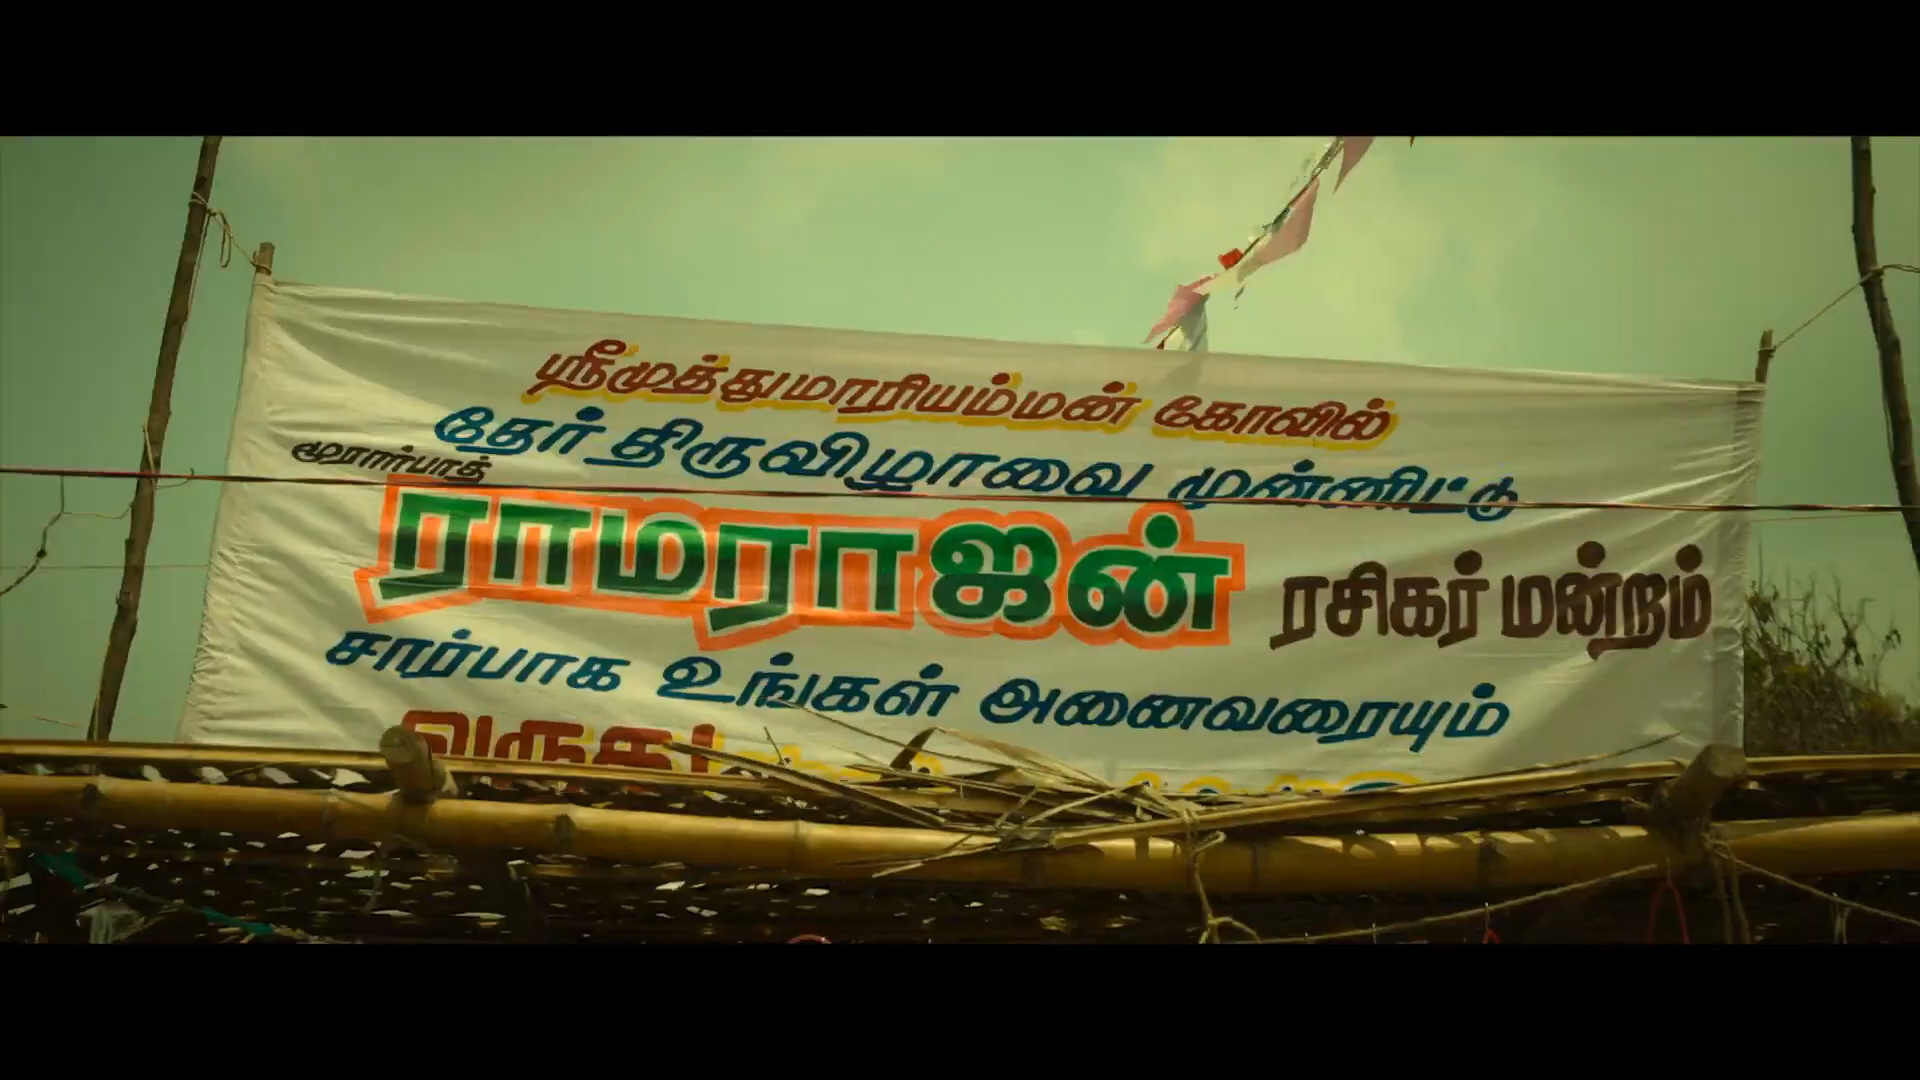 ஸ்ரீமுத்துமாரியம்மன் கோவில்
தேர் திருவிழாவை முன்னிட்டு
மூரார்பாத்
ராமராஜன் ரசிகர் மன்றம்
சார்பாக உங்கள் அனைவரையும்